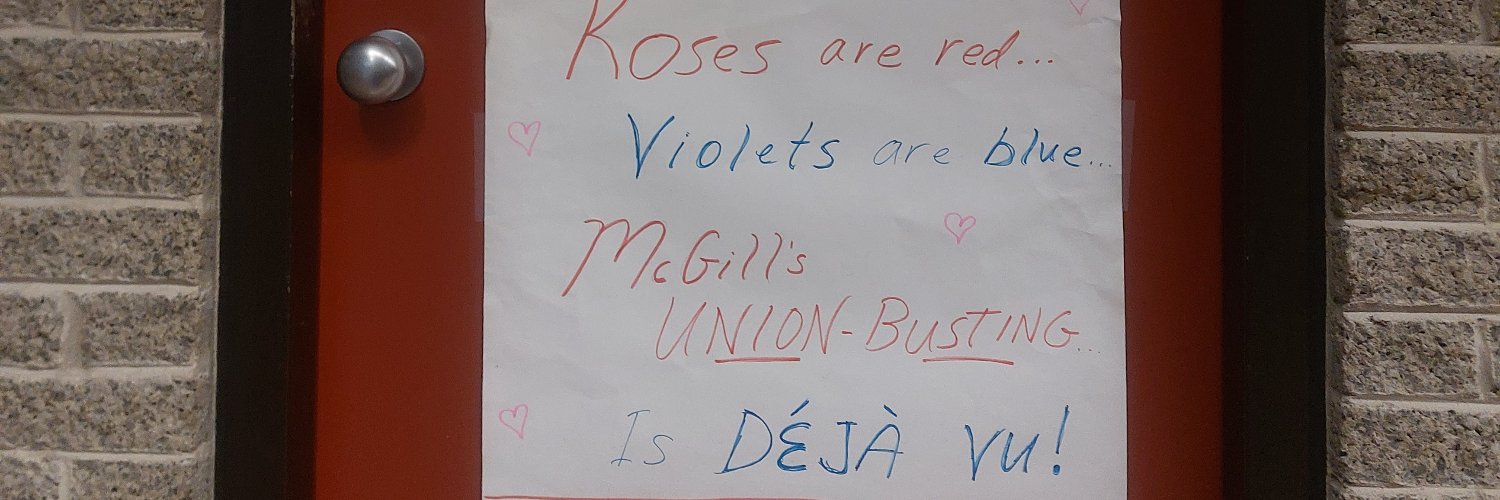 Roses are red...
Violets are blue...
McGill's
UNION-BUSTING...
Is DÉJÀ VU!